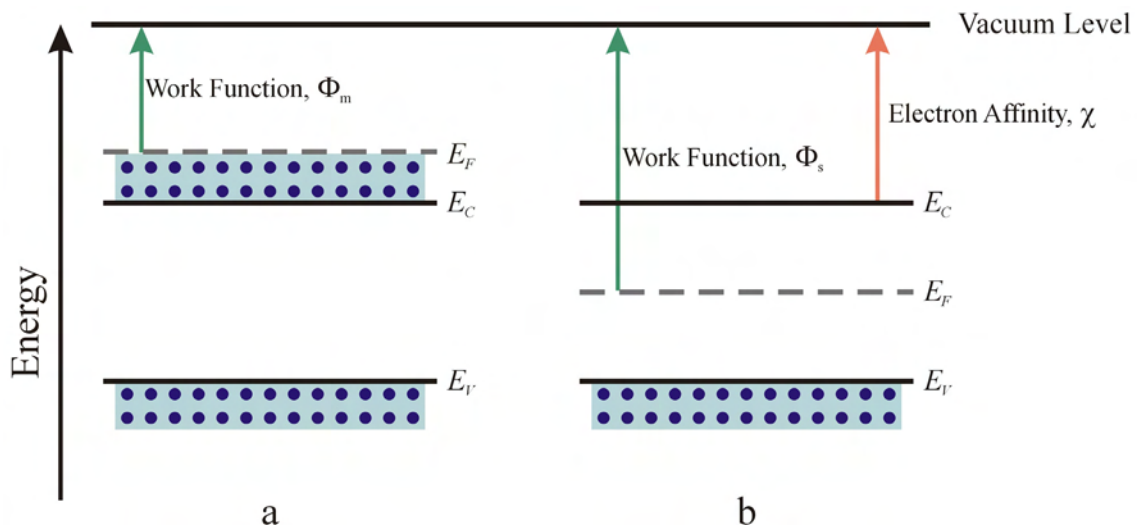 Vacuum Level
Work Function, Φm
Electron Affinity, χ
EF
Work Function, Φs
EC
EC
EF
Energy
EV
EV
a
b